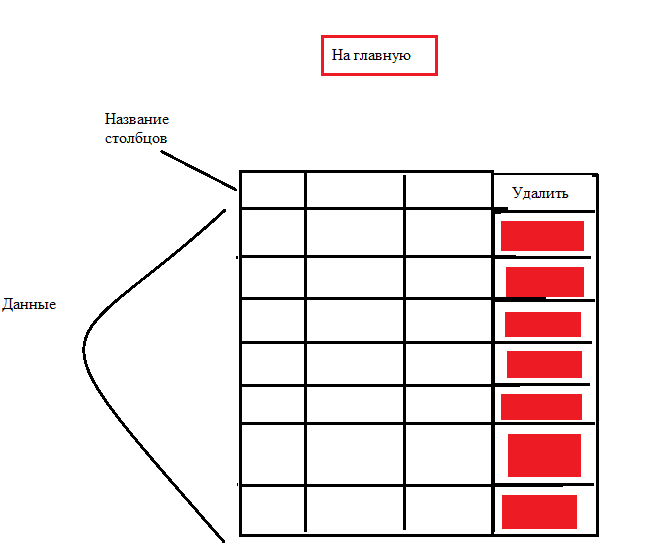 На главную
Название
столбцов
Удалить
Данные